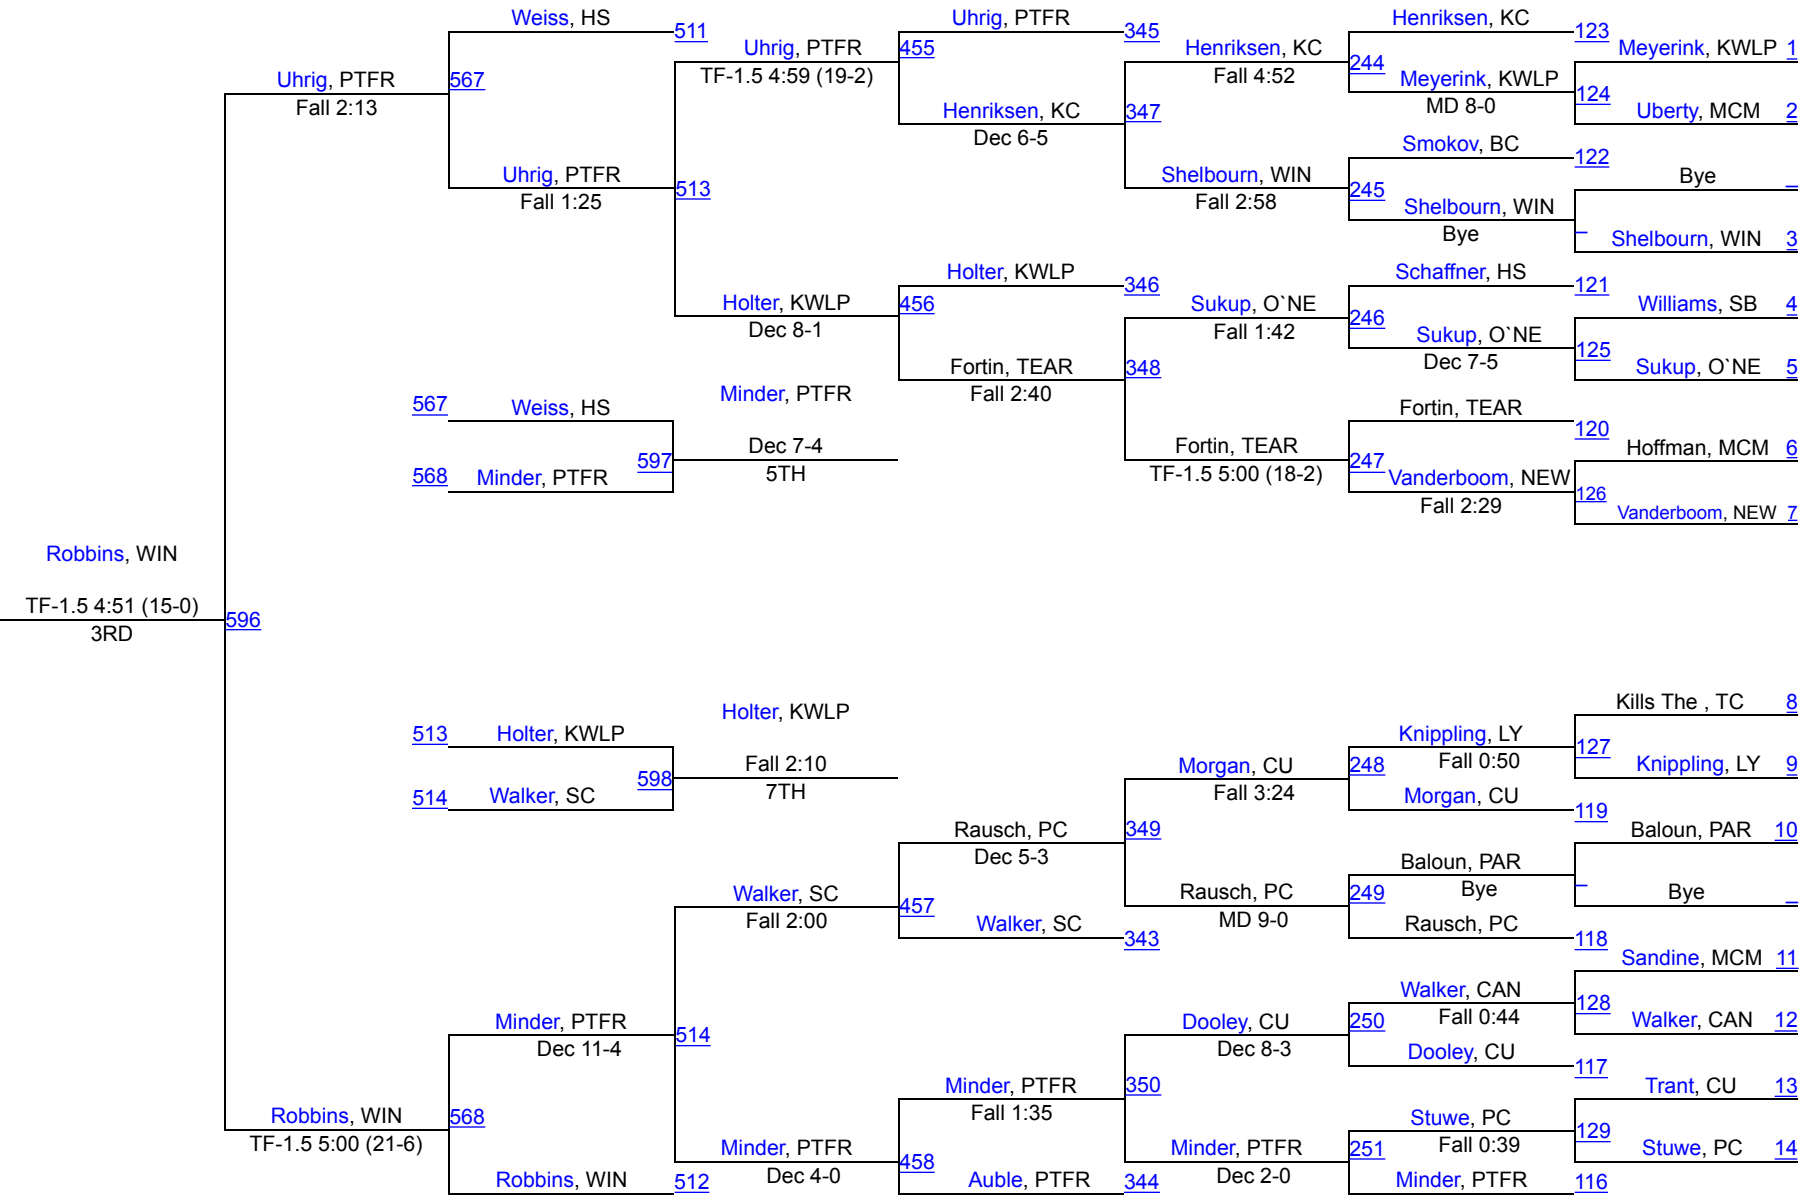 Weiss, HS
511
Uhrig, PTFR
345
Henriksen, KC
123
Uhrig, PTFR
455
TF-1.5 4:59 (19-2)
Henriksen, KC
Fall 4:52
244
Meyerink, KWLP 1
Uhrig, PTFR
Fall 2:13
567
Meyerink, KWLP
MD 8-0
124
Uberty, MCM 2
Henriksen, KC
Dec 6-5
347
Smokov, BC
122
Uhrig, PTFR
Fall 1:25
513
Shelbourn, WIN
Fall 2:58
245
Bye _
Shelbourn, WIN
Bye
_
Shelbourn, WIN 3
Holter, KWLP
346
Schaffner, HS
121
Holter, KWLP
Dec 8-1
456
Sukup, O`NE
Fall 1:42
246
Williams, SB 4
Sukup, O`NE
Dec 7-5
125
Sukup, O`NE 5
Fortin, TEAR
Fall 2:40
348
Minder, PTFR
567 Weiss, HS
Fortin, TEAR
120
Dec 7-4
5TH
597
568 Minder, PTFR
Fortin, TEAR
TF-1.5 5:00 (18-2)
247
Hoffman, MCM 6
Vanderboom, NEW
Fall 2:29
126
Vanderboom, NEW 7
Robbins, WIN
TF-1.5 4:51 (15-0)
3RD
596
Holter, KWLP
513 Holter, KWLP
Fall 2:10
7TH
598
514 Walker, SC
Kills The , TC 8
Knippling, LY
Fall 0:50
127
Knippling, LY 9
Morgan, CU
Fall 3:24
248
Morgan, CU
119
Rausch, PC
Dec 5-3
349
Baloun, PAR 10
Baloun, PAR
Bye
_
Bye _
Walker, SC
Fall 2:00
457
Rausch, PC
MD 9-0
249
Walker, SC
343
Rausch, PC
118
Sandine, MCM 11
Walker, CAN
Fall 0:44
128
Walker, CAN 12
Minder, PTFR
Dec 11-4
514
Dooley, CU
Dec 8-3
250
Dooley, CU
117
Minder, PTFR
Fall 1:35
350
Trant, CU 13
Robbins, WIN
TF-1.5 5:00 (21-6)
568
Stuwe, PC
Fall 0:39
129
Stuwe, PC 14
Minder, PTFR
Dec 4-0
458
Minder, PTFR
Dec 2-0
251
Robbins, WIN
512
Auble, PTFR
344
Minder, PTFR
116